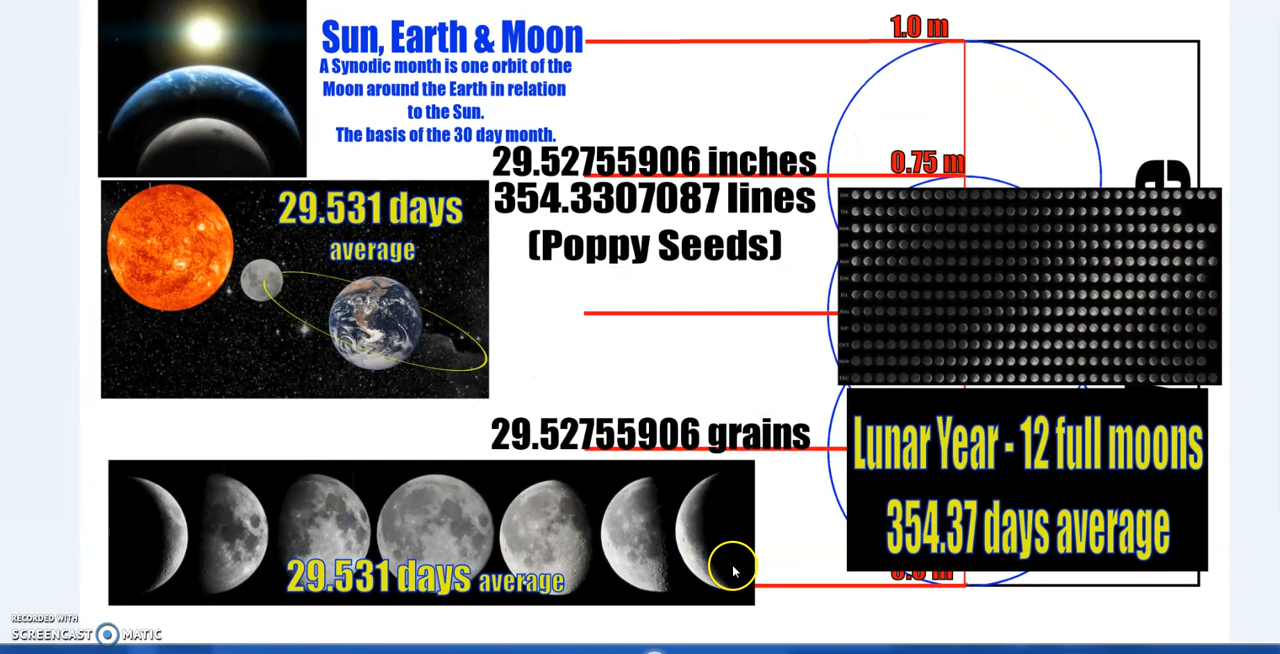 Sun, Earth & Moon
A Synodic month is one orbit of the
Moon around the Earth in relation
to the Sun.
The basis of the 30 day month.
1.0 m
0.75 m
29.52755906 inches
354.3307087 lines
(Poppy Seeds)
29.531 days
average
29.52755906 grains
Lunar Year - 12 full moons
354.37 days average
29.531 days average
RECORDED WITH
SCREENCAST MATIC